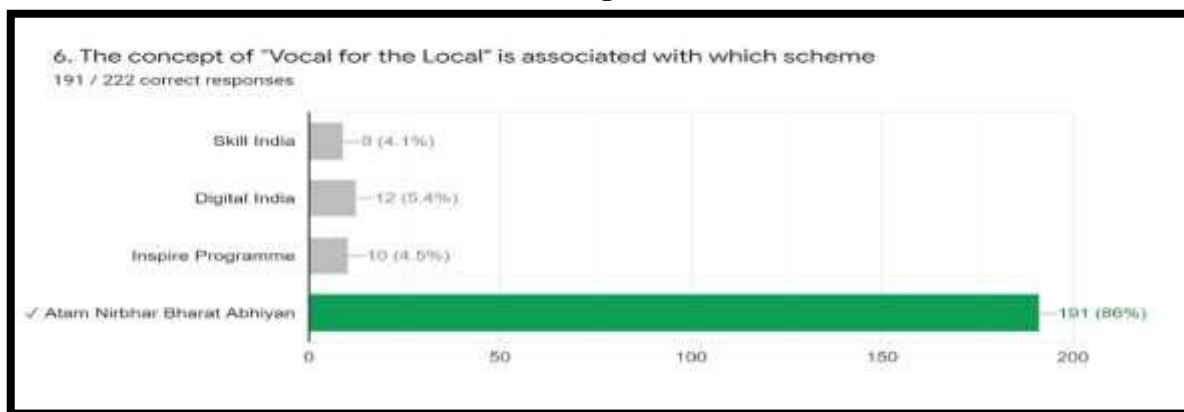 6. The concept of "Vocal for the Local" is associated with which scheme
191 / 222 correct responses
Skill India
9 (4.1%)
Digital India
12 (5.4%)
Inspire Programme
10 (4.5%)
✓ Atam Nirbhar Bharat Abhiyan
191 (86%)
0 50 100 150 200